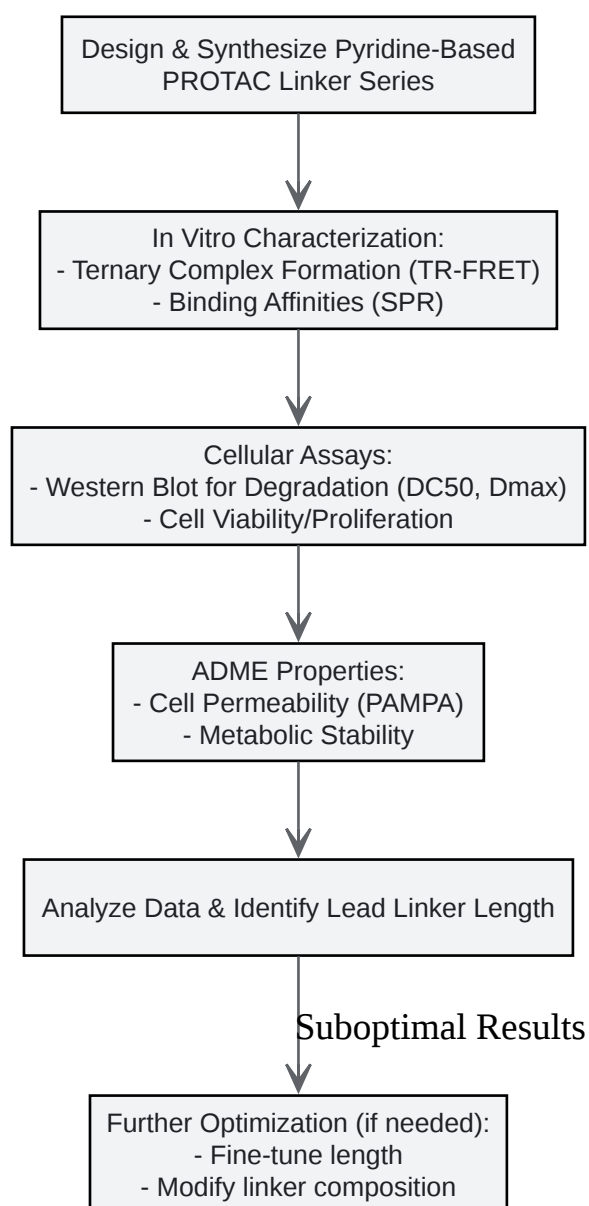 Design & Synthesize Pyridine-Based
PROTAC Linker Series
In Vitro Characterization:
- Ternary Complex Formation (TR-FRET)
- Binding Affinities (SPR)
Cellular Assays:
- Western Blot for Degradation (DC50, Dmax)
- Cell Viability/Proliferation
ADME Properties:
- Cell Permeability (PAMPA)
- Metabolic Stability
Analyze Data & Identify Lead Linker Length
Suboptimal Results
Further Optimization (if needed):
- Fine-tune length
- Modify linker composition